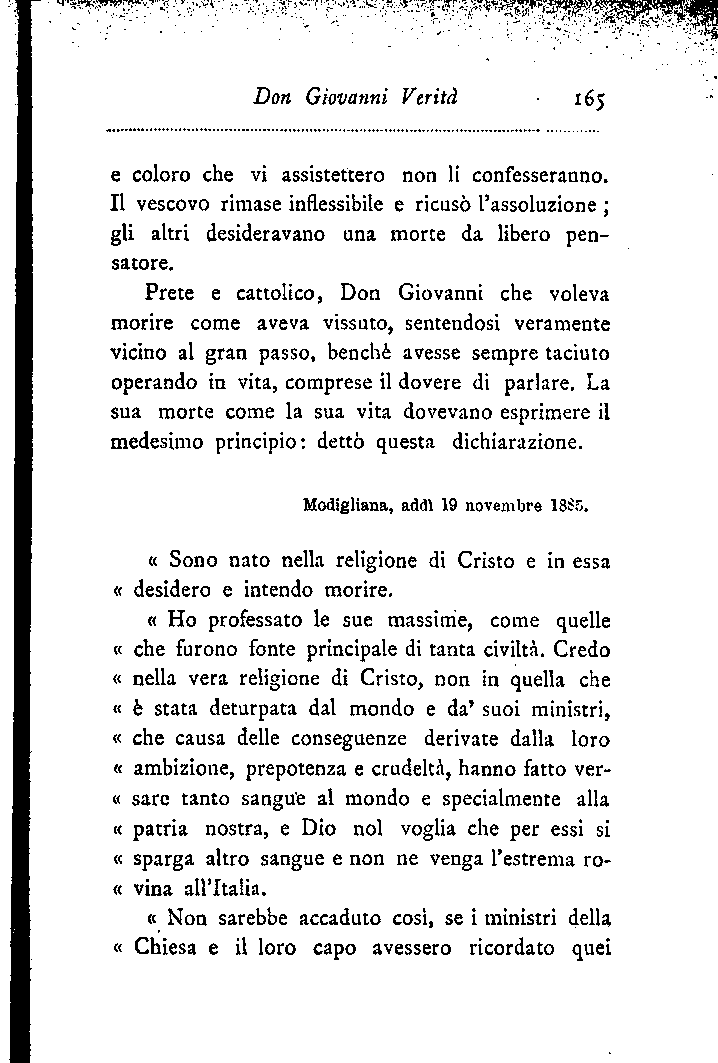 Don Giovanni Verità 165
e coloro che vi assistettero non li confesseranno.
Il vescovo rimase inflessibile e ricusò l'assoluzione ;
gli altri desideravano una morte da libero pen-
satore.
Prete e cattolico, Don Giovanni che voleva
morire come aveva vissuto, sentendosi veramente
vicino al gran passo, benchè avesse sempre taciuto
operando in vita, comprese il dovere di parlare. La
sua morte come la sua vita dovevano esprimere il
medesimo principio: dettò questa dichiarazione.
Modigliana, addì 19 novembre 1885.
« Sono nato nella religione di Cristo e in essa
« desidero e intendo morire.
« Ho professato le sue massime, come quelle
« che furono fonte principale di tanta civiltà. Credo
« nella vera religione di Cristo, non in quella che
« è stata deturpata dal mondo e da' suoi ministri,
« che causa delle conseguenze derivate dalla loro
« ambizione, prepotenza e crudeltà, hanno fatto ver-
« sare tanto sangue al mondo e specialmente alla
« patria nostra, e Dio nol voglia che per essi si
« sparga altro sangue e non ne venga l'estrema ro-
« vina all'Italia.
« Non sarebbe accaduto così, se i ministri della
« Chiesa e il loro capo avessero ricordato quei